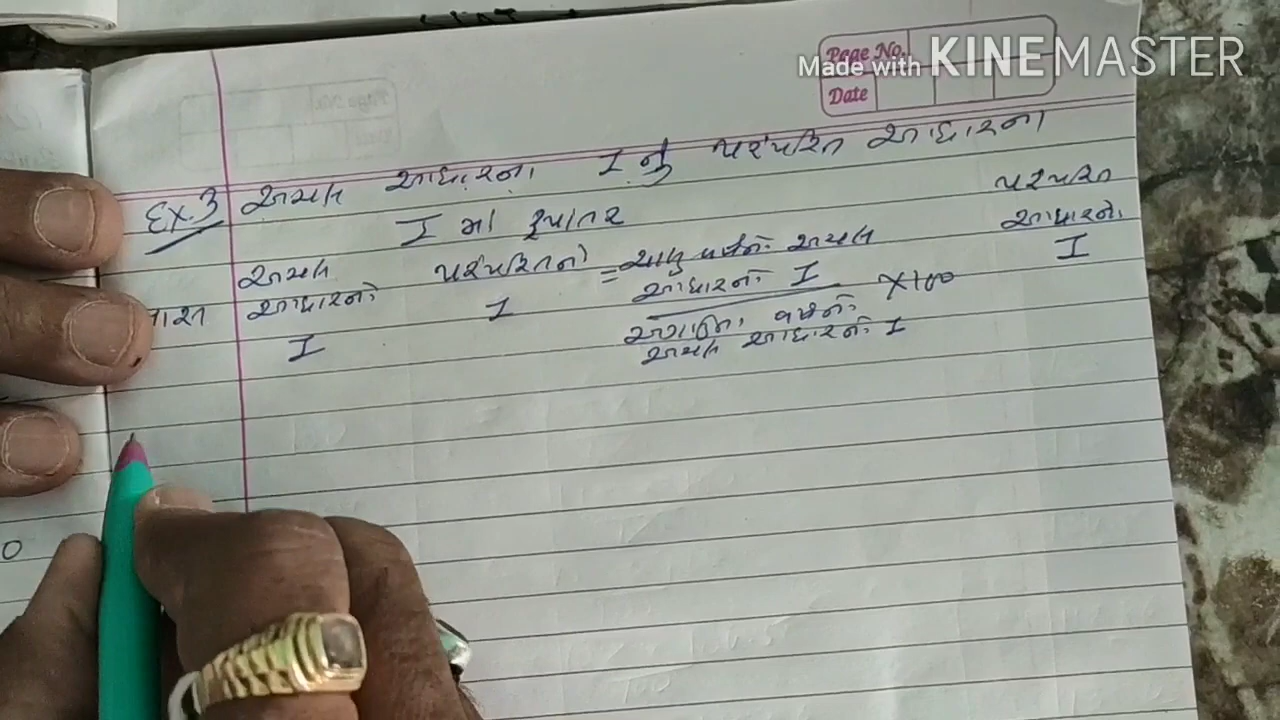 Made with KINEMASTER
Page No.
Date
Ex.3 અચલ આધારના I નું પરંપરિત આધારના
I માં રૂપાંતર
અચલ આધારનો I
પરંપરિતનો I = ચાલુ વર્ષનો અચલ આધારનો I
અગાઉના વર્ષનો અચલ આધારનો I
×100
પરંપરિત આધારનો I
0